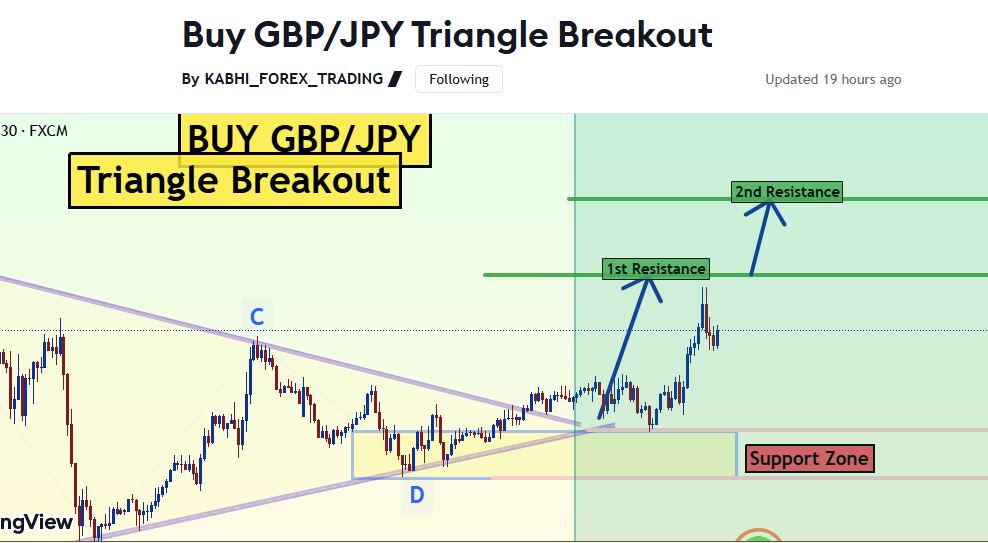 Buy GBP/JPY Triangle Breakout
By KABHI_FOREX_TRADING Following Updated 19 hours ago
30 · FXCM
BUY GBP/JPY
Triangle Breakout
2nd Resistance
1st Resistance
C
D
Support Zone
ngView